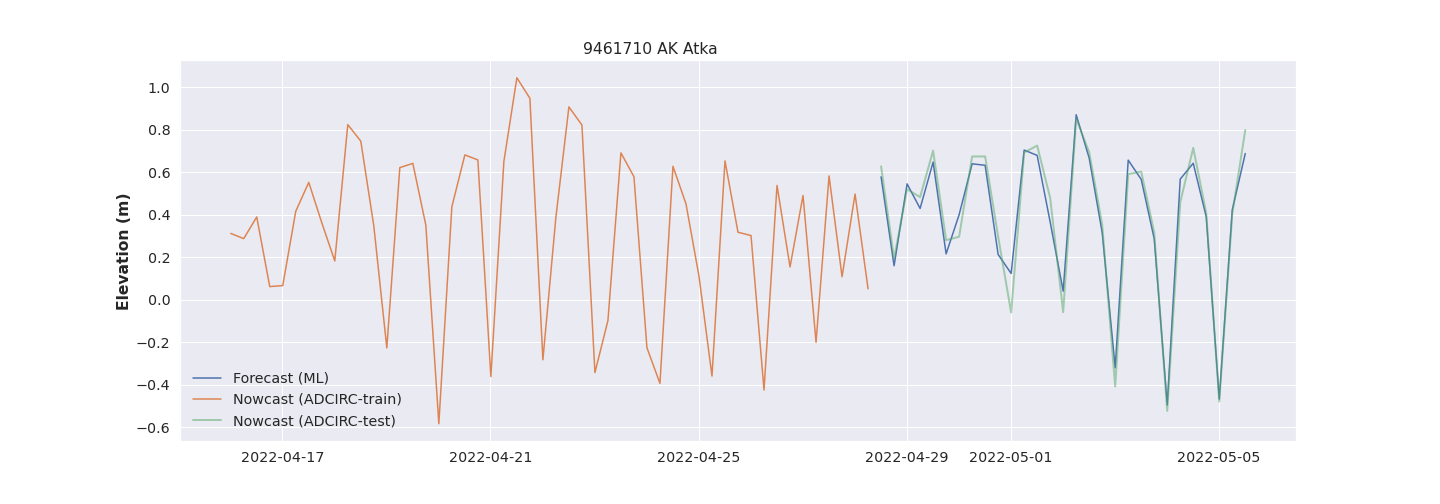 9461710 AK Atka
1.0
0.8
0.6
0.4
0.2
0.0
−0.2
−0.4
−0.6
Elevation (m)
Forecast (ML)
Nowcast (ADCIRC-train)
Nowcast (ADCIRC-test)
2022-04-17 2022-04-21 2022-04-25 2022-04-29 2022-05-01 2022-05-05